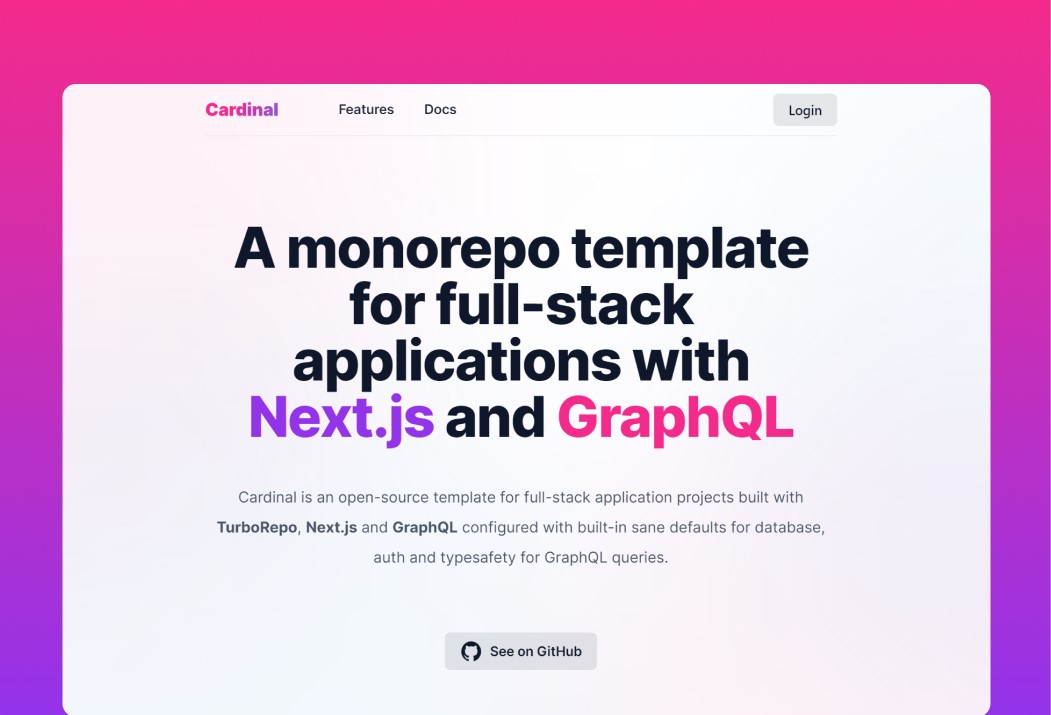 Cardinal Features Docs Login
A monorepo template
for full-stack
applications with
Next.js and GraphQL
Cardinal is an open-source template for full-stack application projects built with
TurboRepo, Next.js and GraphQL configured with built-in sane defaults for database,
auth and typesafety for GraphQL queries.
See on GitHub